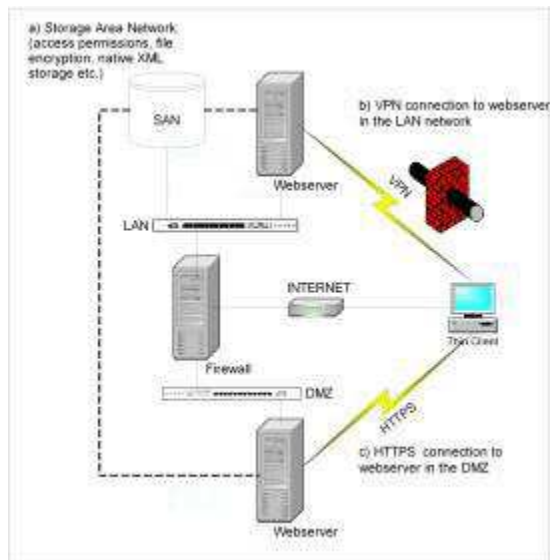 a) Storage Area Network
(access permissions, file
encryption, native XML
storage etc.)
SAN
Webserver
b) VPN connection to webserver
in the LAN network
VPN
LAN
INTERNET
Thin Client
Firewall
DMZ
HTTPS
c) HTTPS connection to
webserver in the DMZ
Webserver